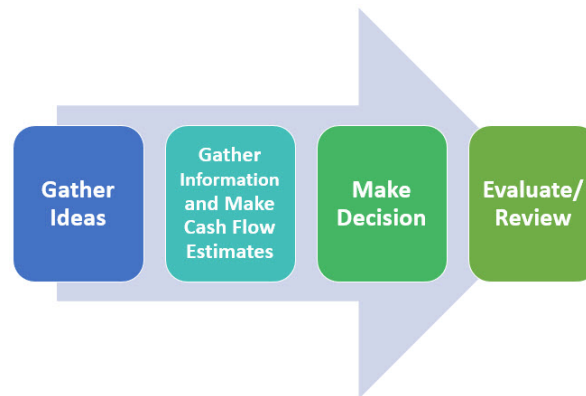 Gather
Ideas
Gather
Information
and Make
Cash Flow
Estimates
Make
Decision
Evaluate/
Review